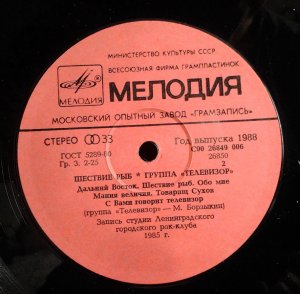 МИНИСТЕРСТВО КУЛЬТУРЫ СССР
ВСЕСОЮЗНАЯ ФИРМА ГРАМПЛАСТИНОК
МЕЛОДИЯ
МЕЛОДИЯ
МОСКОВСКИЙ ОПЫТНЫЙ ЗАВОД «ГРАМЗАПИСЬ»
СТЕРЕО 33
Год выпуска 1988
ГОСТ 5289-80
Гр. 3. 2-25
С90 26849 006
26850
2
ШЕСТВИЕ РЫБ * ГРУППА «ТЕЛЕВИЗОР»
Дальний Восток. Шествие рыб. Обо мне
Мания величия. Товарищ Сухов
С Вами говорит телевизор
(группа «Телевизор» — М. Борзыкин)
Запись студии Ленинградского
городского рок-клуба
1985 г.